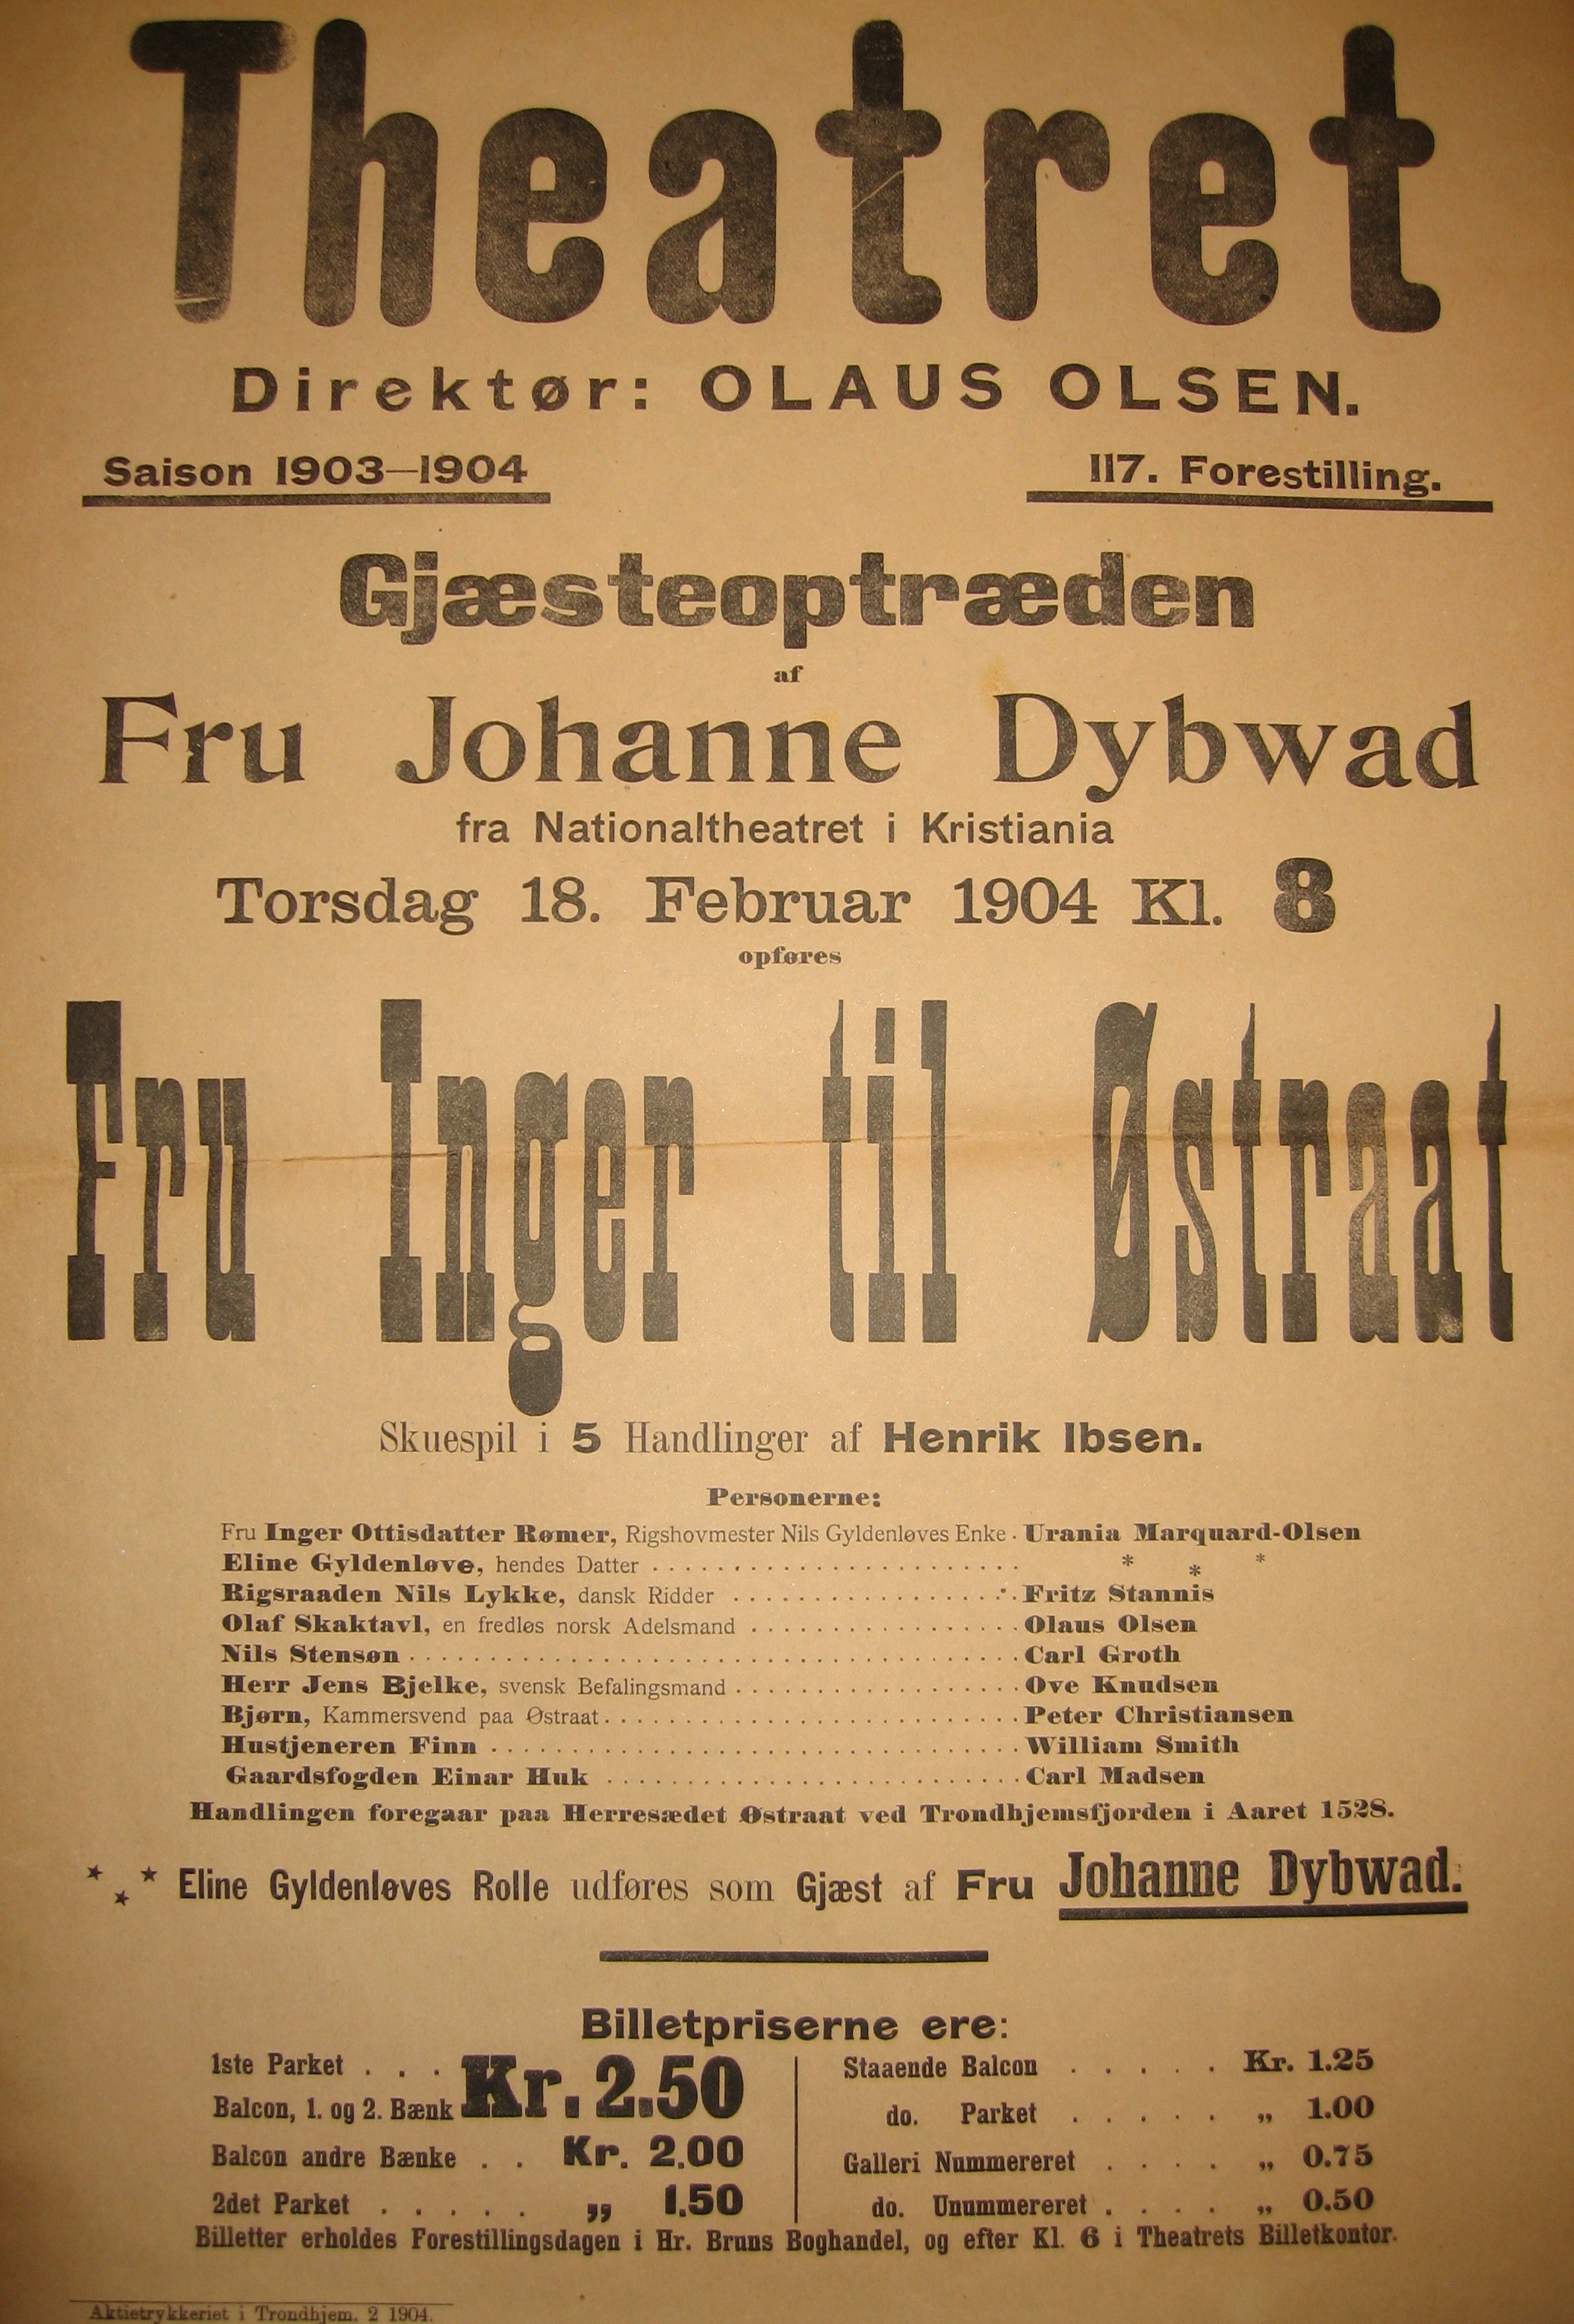 Theatret
Direktør: OLAUS OLSEN.
Saison 1903—1904 117. Forestilling.
Gjæsteoptræden
af
Fru Johanne Dybwad
fra Nationaltheatret i Kristiania
Torsdag 18. Februar 1904 Kl. 8
opføres
Fru Inger til Østraat
Skuespil i 5 Handlinger af Henrik Ibsen.
Personerne:
Fru Inger Ottisdatter Rømer, Rigshovmester Nils Gyldenløves Enke . Urania Marquard-Olsen
Eline Gyldenløve, hendes Datter . . . . . . . . . . . . . . . . . . . . . . . . * * *
Rigsraaden Nils Lykke, dansk Ridder . . . . . . . . . . . . . . . . . . Fritz Stannis
Olaf Skaktavl, en fredløs norsk Adelsmand . . . . . . . . . . . . . . . . . Olaus Olsen
Nils Stensøn . . . . . . . . . . . . . . . . . . . . . . . . . . . . . . . . . . . . . . Carl Groth
Herr Jens Bjelke, svensk Befalingsmand . . . . . . . . . . . . . . . . . . Ove Knudsen
Bjørn, Kammersvend paa Østraat . . . . . . . . . . . . . . . . . . . . . . . . . Peter Christiansen
Hustjeneren Finn . . . . . . . . . . . . . . . . . . . . . . . . . . . . . . . . . William Smith
Gaardsfogden Einar Huk . . . . . . . . . . . . . . . . . . . . . . . . . . Carl Madsen
Handlingen foregaar paa Herresædet Østraat ved Trondhjemsfjorden i Aaret 1528.
★ ★ ★ Eline Gyldenløves Rolle udføres som Gjæst af Fru Johanne Dybwad.
Billetpriserne ere:
1ste Parket . . .
Balcon, 1. og 2. Bænk Kr. 2.50
Balcon andre Bænke . . Kr. 2.00
2det Parket . . . . . „ 1.50
Staaende Balcon . . . . . Kr. 1.25
do. Parket . . . . . „ 1.00
Galleri Nummereret . . . . „ 0.75
do. Unummereret . . . . „ 0.50
Billetter erholdes Forestillingsdagen i Hr. Bruns Boghandel, og efter Kl. 6 i Theatrets Billetkontor.
Aktietrykkeriet i Trondhjem. 2 1904.